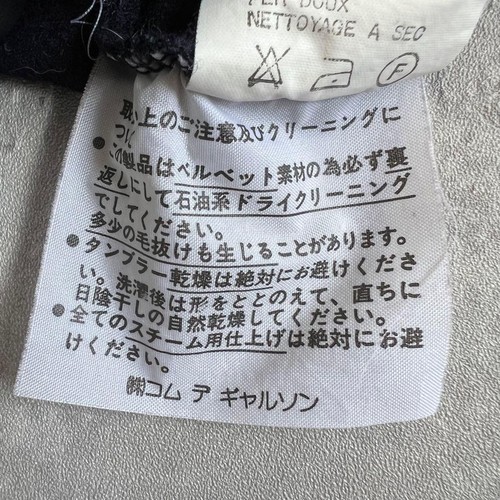 FER DOUX
NETTOYAGE A SEC
F
取扱上のご注意及びクリーニングに
ついて
●この製品はベルベット素材の為必ず裏
返しにして石油系ドライクリーニング
でしてください。
多少の毛抜けも生じることがあります。
●タンブラー乾燥は絶対にお避けくださ
い。洗濯後は形をととのえて、直ちに
日陰干しの自然乾燥してください。
●全てのスチーム用仕上げは絶対にお避
けください。
㈱コム デ ギャルソン